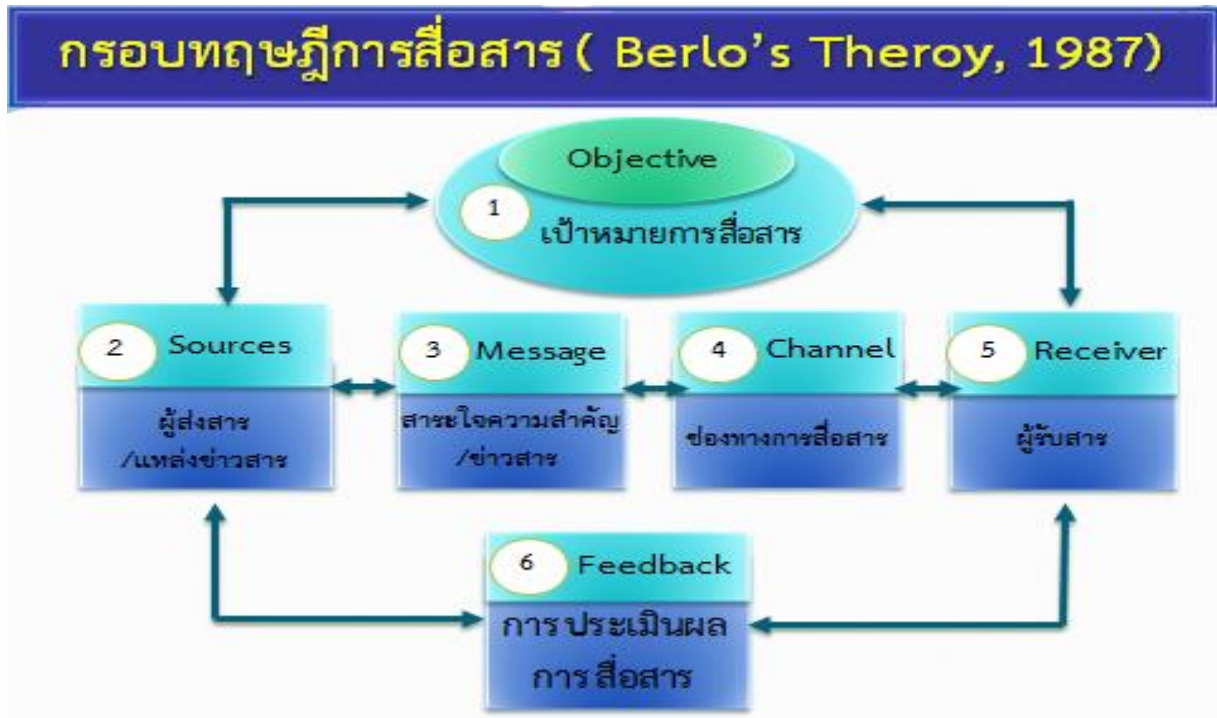 กรอบทฤษฎีการสื่อสาร ( Berlo's Theroy, 1987)
Objective
1
เป้าหมายการสื่อสาร
2 Sources
ผู้ส่งสาร
/แหล่งข่าวสาร
3 Message
สาระใจความสำคัญ
/ข่าวสาร
4 Channel
ช่องทางการสื่อสาร
5 Receiver
ผู้รับสาร
6 Feedback
การประเมินผล
การสื่อสาร